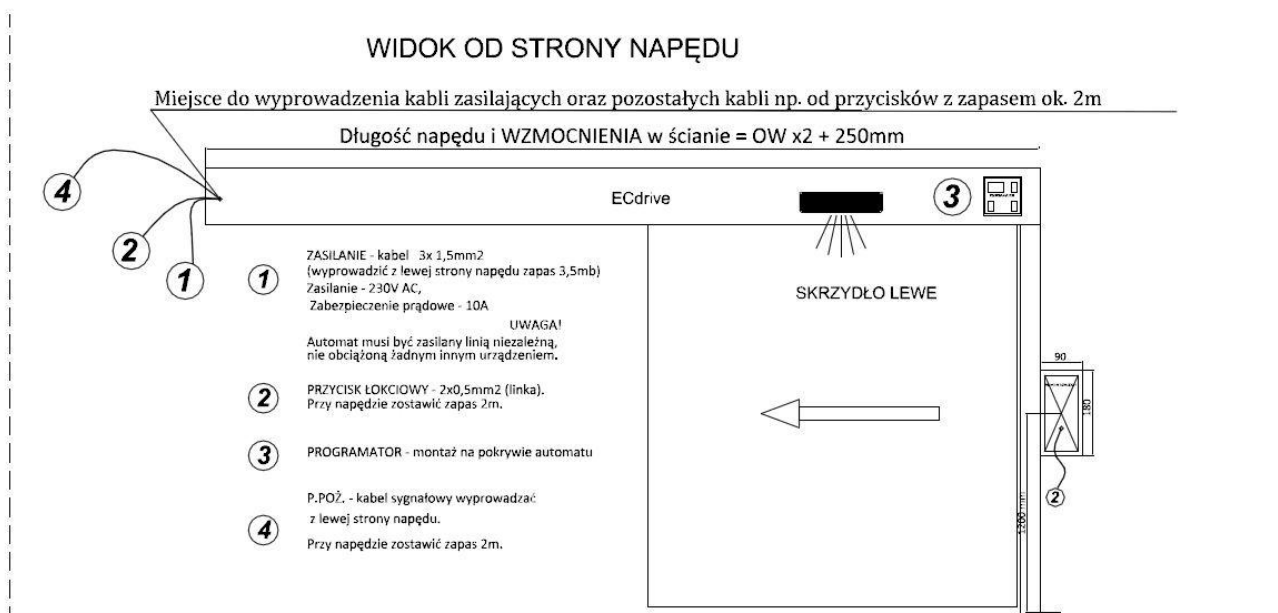 WIDOK OD STRONY NAPĘDU
Miejsce do wyprowadzenia kabli zasilających oraz pozostałych kabli np. od przycisków z zapasem ok. 2m
Długość napędu i WZMOCNIENIA w ścianie = OW x2 + 250mm
4
ECdrive
3
2
1
1
ZASILANIE - kabel 3x 1,5mm2
(wyprowadzić z lewej strony napędu zapas 3,5mb)
Zasilanie - 230V AC,
Zabezpieczenie prądowe - 10A
UWAGA!
Automat musi być zasilany linią niezależną,
nie obciążoną żadnym innym urządzeniem.
SKRZYDŁO LEWE
2
PRZYCISK ŁOKCIOWY - 2x0,5mm2 (linka).
Przy napędzie zostawić zapas 2m.
3
PROGRAMATOR - montaż na pokrywie automatu
4
P.POŻ. - kabel sygnałowy wyprowadzać
z lewej strony napędu.
Przy napędzie zostawić zapas 2m.
90
180
2
1200 mm